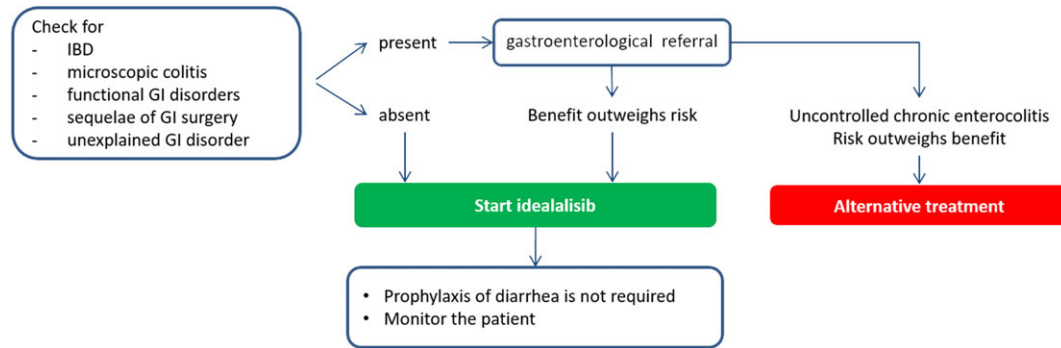 Check for
- IBD
- microscopic colitis
- functional GI disorders
- sequelae of GI surgery
- unexplained GI disorder
present
absent
gastroenterological referral
Benefit outweighs risk
Uncontrolled chronic enterocolitis
Risk outweighs benefit
Start idealalisib
Alternative treatment
• Prophylaxis of diarrhea is not required
• Monitor the patient